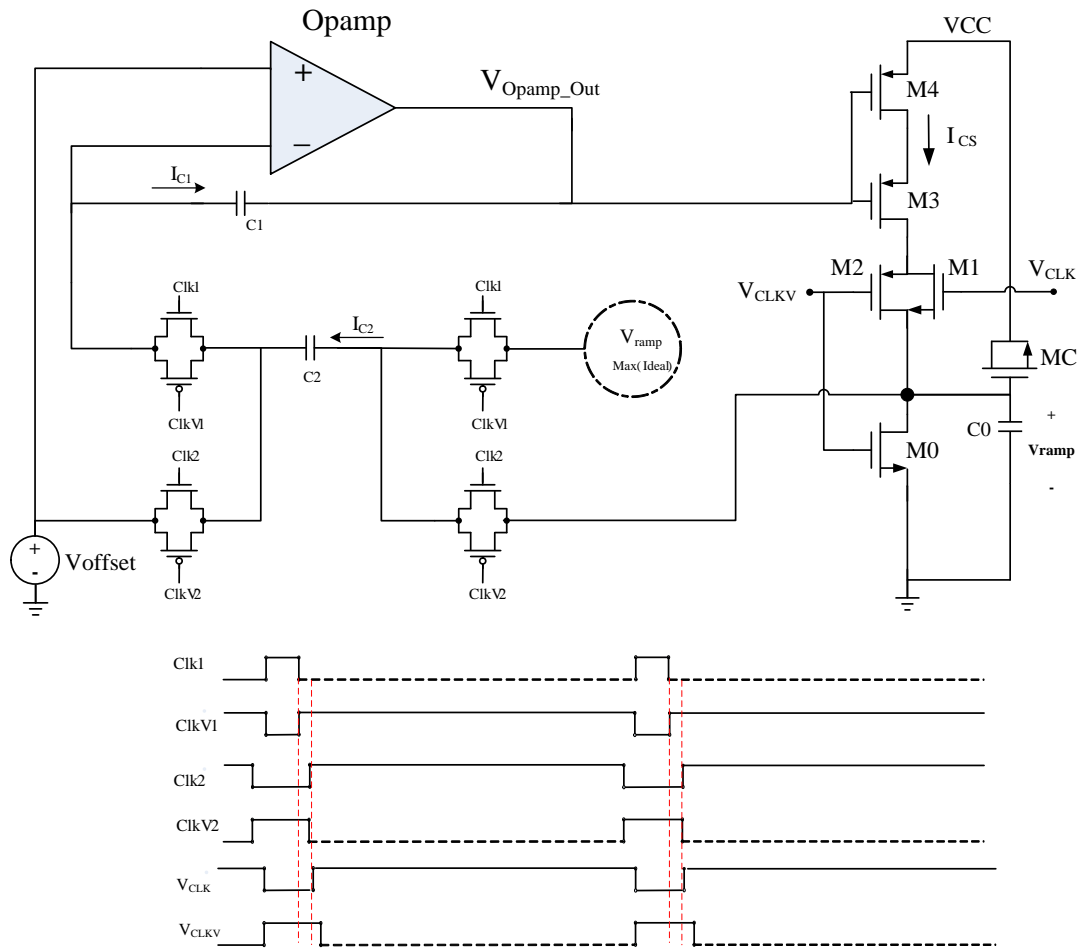 Opamp
VCC
+
V_Opamp_Out
M4
I_CS
−
I_C1
C1
M3
Clk1
Clk1
M2
M1
V_CLK
V_CLKV
I_C2
V_ramp
Max(Ideal)
C2
MC
ClkV1
ClkV1
+
C0
Clk2
Clk2
M0
Vramp
-
+
-
Voffset
ClkV2
ClkV2
Clk1
ClkV1
Clk2
ClkV2
V_CLK
V_CLKV